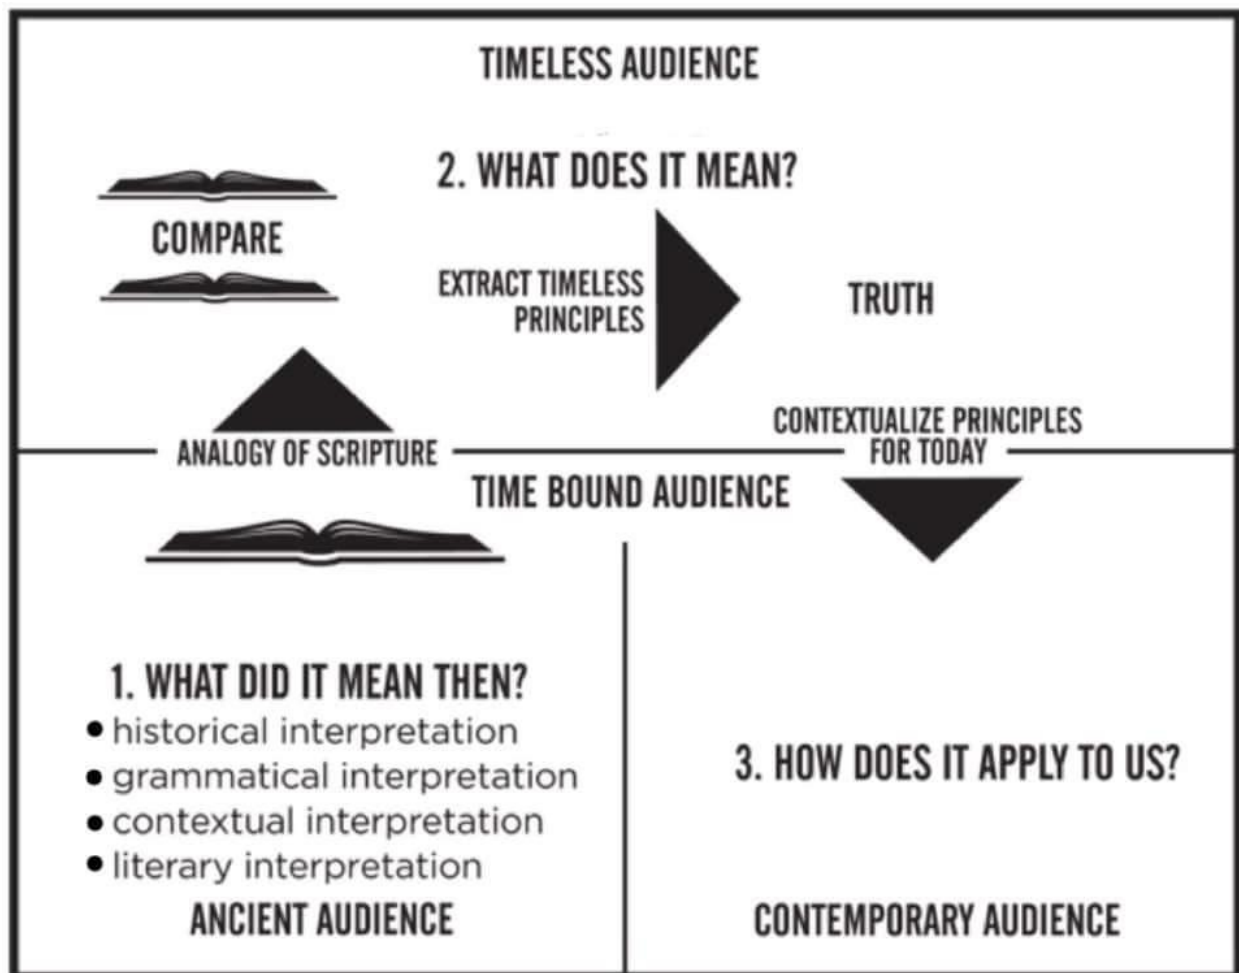 TIMELESS AUDIENCE
2. WHAT DOES IT MEAN?
COMPARE
EXTRACT TIMELESS
PRINCIPLES
TRUTH
CONTEXTUALIZE PRINCIPLES
FOR TODAY
ANALOGY OF SCRIPTURE
TIME BOUND AUDIENCE
1. WHAT DID IT MEAN THEN?
• historical interpretation
• grammatical interpretation
• contextual interpretation
• literary interpretation
ANCIENT AUDIENCE
3. HOW DOES IT APPLY TO US?
CONTEMPORARY AUDIENCE